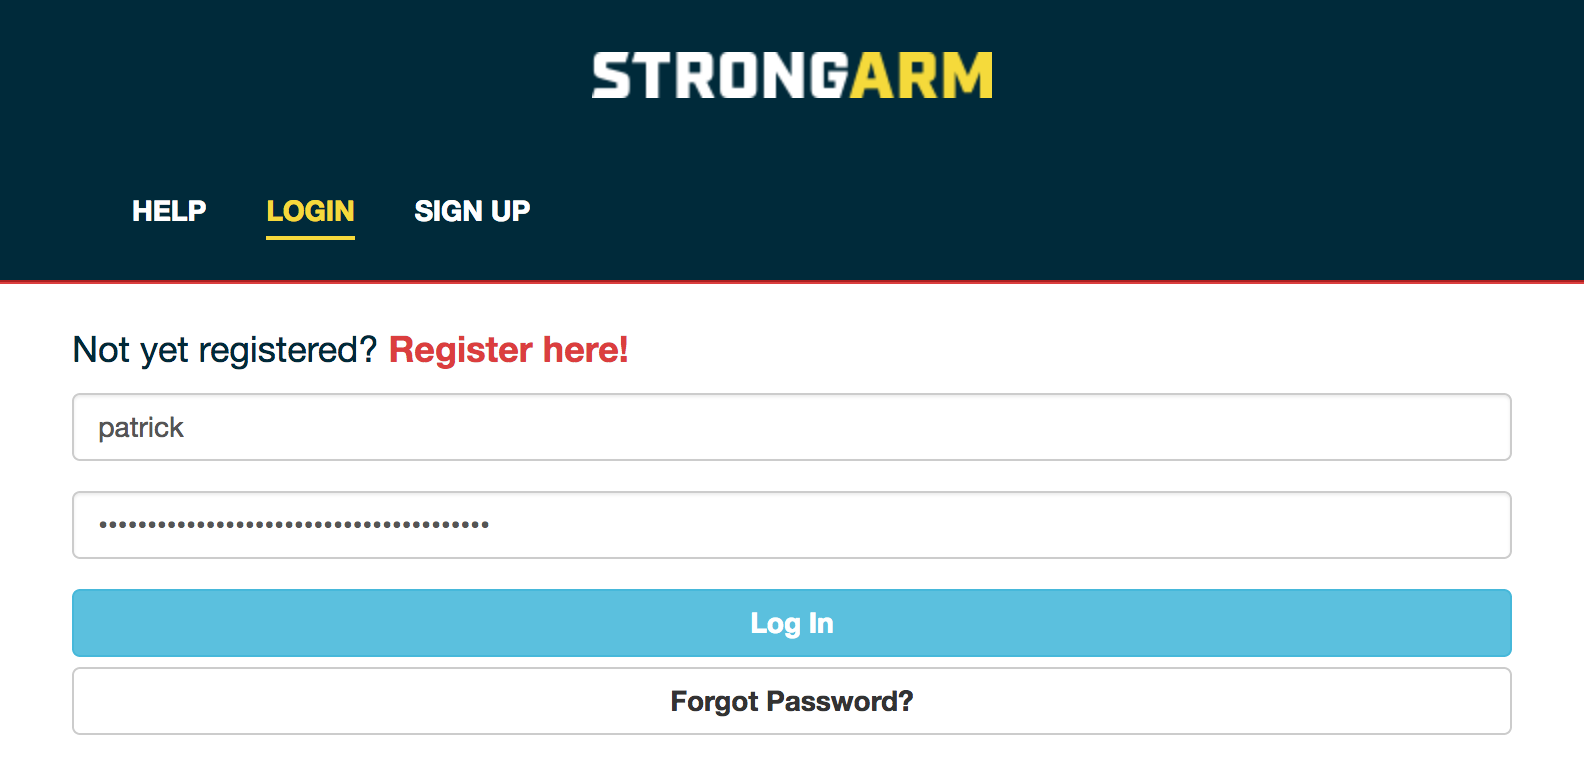 STRONGARM
HELP LOGIN SIGN UP
Not yet registered? Register here!
patrick
••••••••••••••••••••••••••••••••••••••••
Log In
Forgot Password?